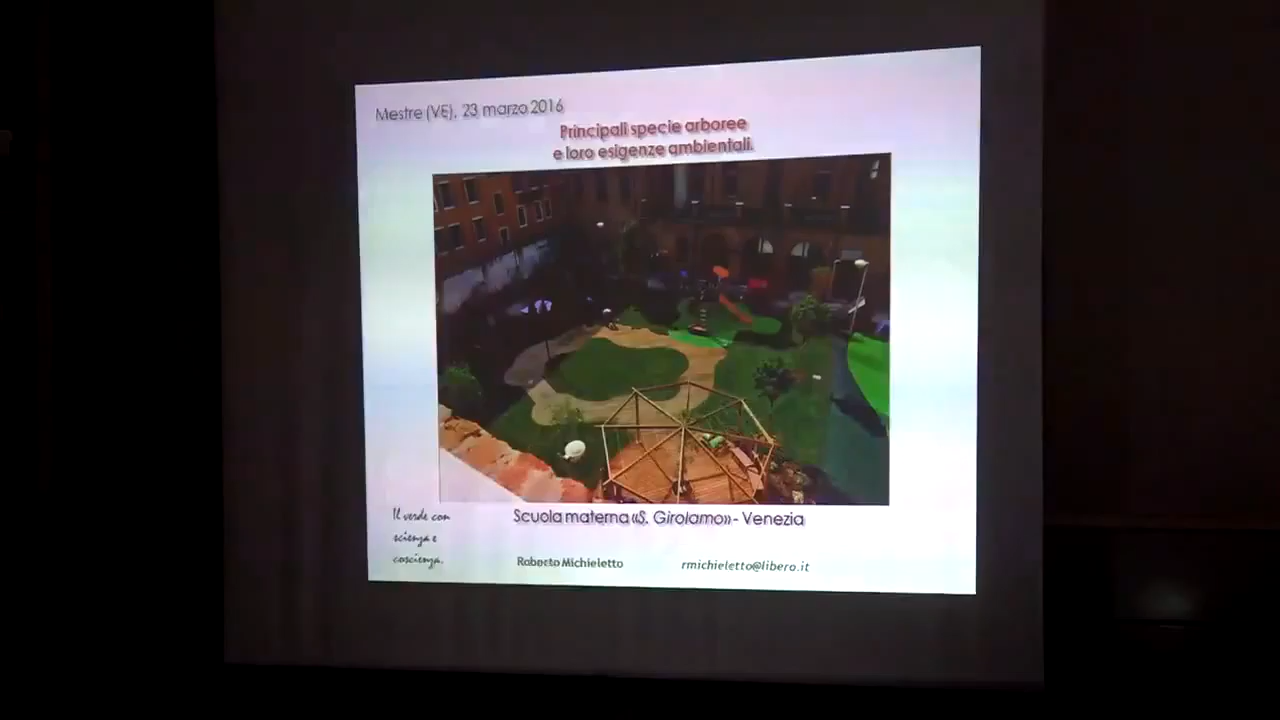 Mestre (VE), 23 marzo 2016
Principali specie arboree
e loro esigenze ambientali.
Scuola materna «S. Girolamo» - Venezia
Il verde con
scienza e
coscienza.
Roberto Michieletto
rmichieletto@libero.it